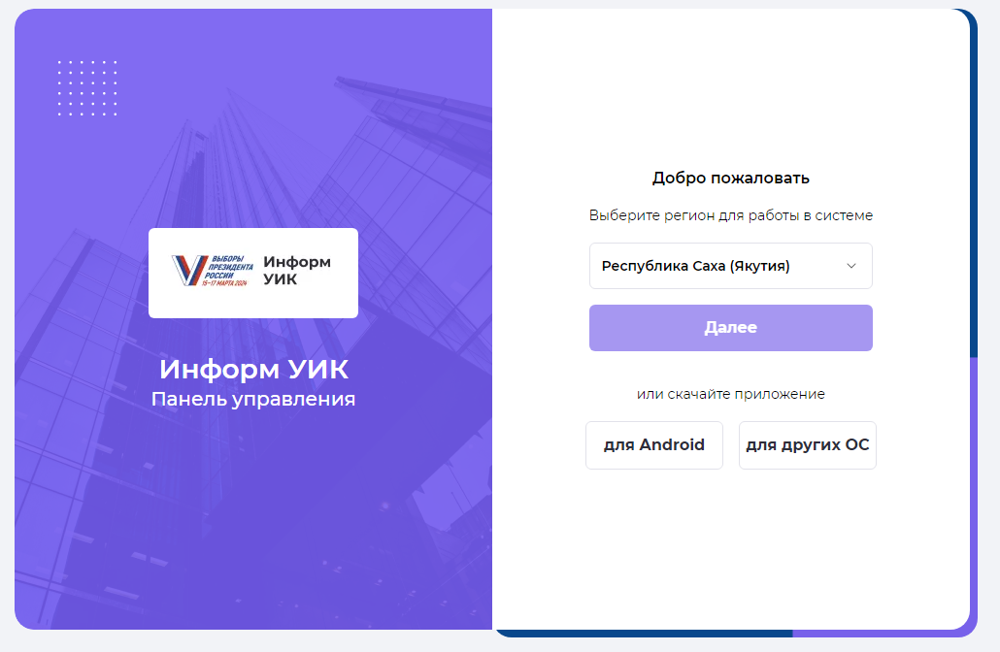 ВЫБОРЫ
ПРЕЗИДЕНТА
РОССИИ
15–17 МАРТА 2024
Информ
УИК
Информ УИК
Панель управления
Добро пожаловать
Выберите регион для работы в системе
Республика Саха (Якутия)
Далее
или скачайте приложение
для Android
для других ОС